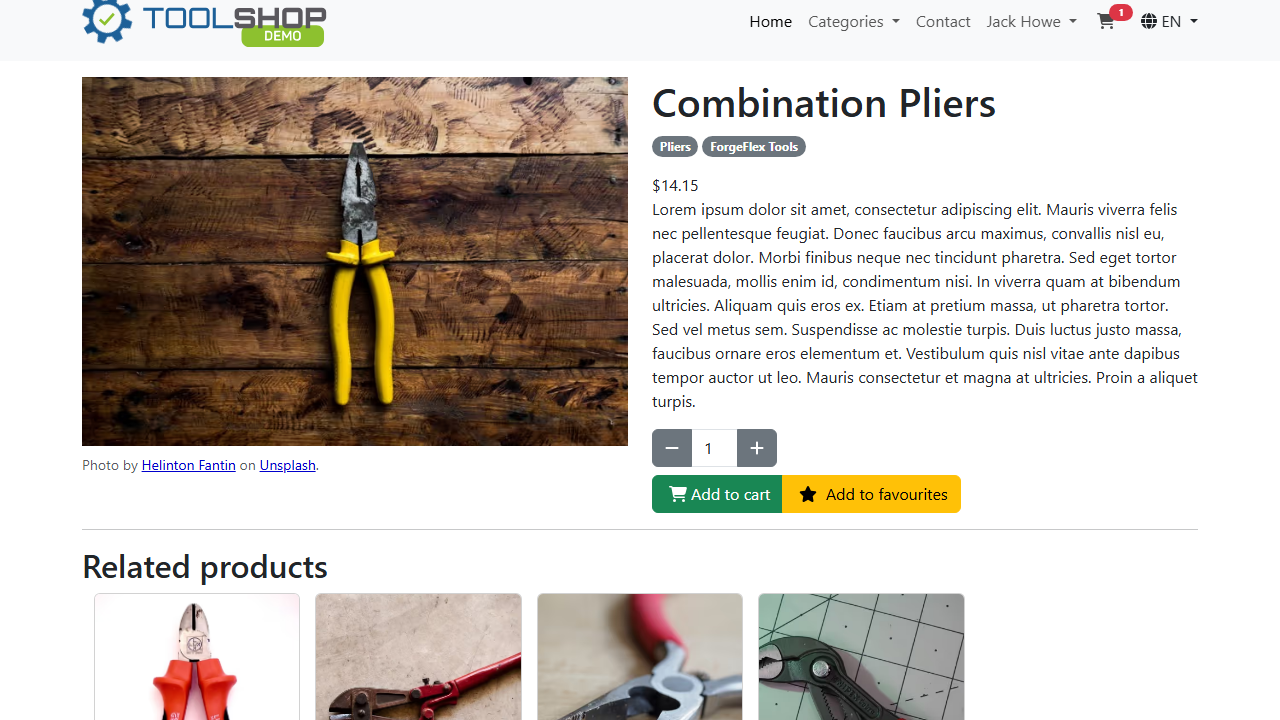 TOOLSHOP
DEMO
Home Categories Contact Jack Howe 1 EN
Combination Pliers
Pliers ForgeFlex Tools
$14.15
Lorem ipsum dolor sit amet, consectetur adipiscing elit. Mauris viverra felis
nec pellentesque feugiat. Donec faucibus arcu maximus, convallis nisl eu,
placerat dolor. Morbi finibus neque nec tincidunt pharetra. Sed eget tortor
malesuada, mollis enim id, condimentum nisi. In viverra quam at bibendum
ultricies. Aliquam quis eros ex. Etiam at pretium massa, ut pharetra tortor.
Sed vel metus sem. Suspendisse ac molestie turpis. Duis luctus justo massa,
faucibus ornare eros elementum et. Vestibulum quis nisl vitae ante dapibus
tempor auctor ut leo. Mauris consectetur et magna at ultricies. Proin a aliquet
turpis.
1
Photo by Helinton Fantin on Unsplash.
Add to cart Add to favourites
Related products